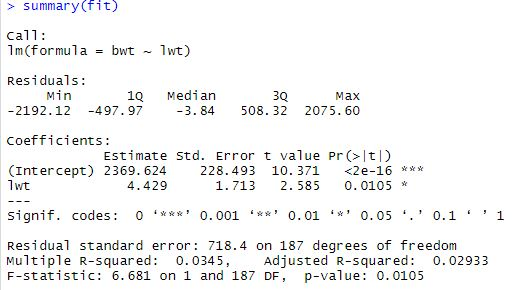 > summary(fit)
Call:
lm(formula = bwt ~ lwt)
Residuals:
     Min       1Q   Median       3Q      Max
-2192.12  -497.97    -3.84   508.32  2075.60
Coefficients:
            Estimate Std. Error t value Pr(>|t|)
(Intercept) 2369.624    228.493  10.371   <2e-16 ***
lwt            4.429      1.713   2.585   0.0105 *
---
Signif. codes:  0 ‘***’ 0.001 ‘**’ 0.01 ‘*’ 0.05 ‘.’ 0.1 ‘ ’ 1
Residual standard error: 718.4 on 187 degrees of freedom
Multiple R-squared:  0.0345,    Adjusted R-squared:  0.02933
F-statistic: 6.681 on 1 and 187 DF,  p-value: 0.0105